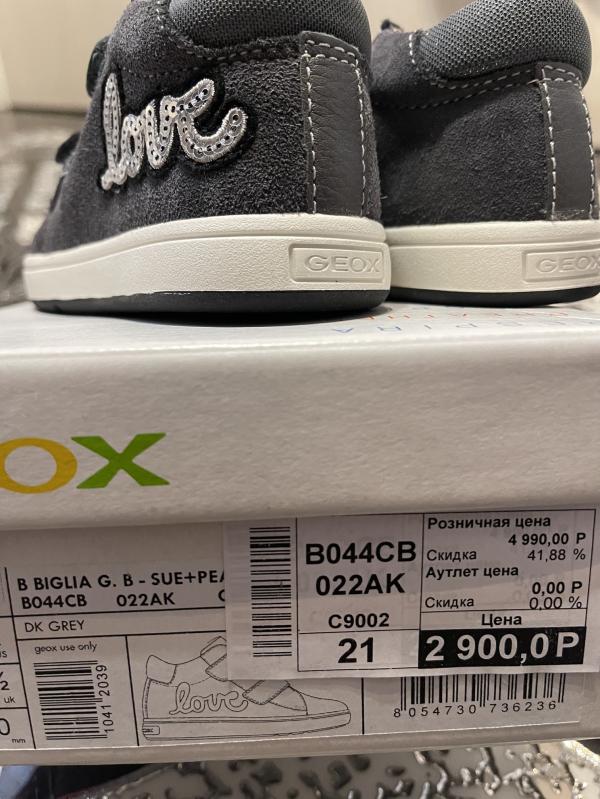 love
GEOX
GEOX
OX
B BIGLIA G. B - SUE+PEA
B044CB 022AK
DK GREY
geox use only
1041 2039
uk
mm
love
B044CB
022AK
C9002
21
Розничная цена
4 990,00 Р
Скидка 41,88 %
Аутлет цена
0,00 Р
Скидка 0,00 %
Цена
2 900,0Р
8 054730 736236